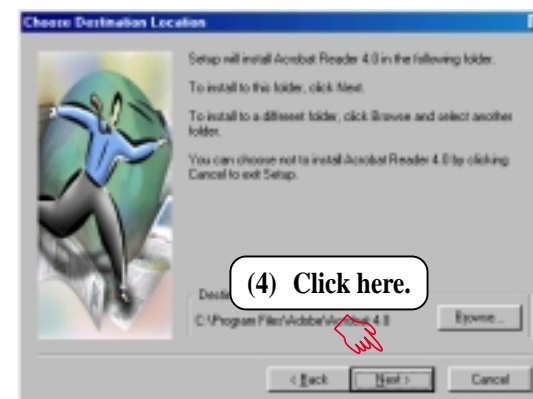 Choose Destination Location
Setup will install Acrobat Reader 4.0 in the following folder.
To install to this folder, click Next.
To install to a different folder, click Browse and select another
folder.
You can choose not to install Acrobat Reader 4.0 by clicking
Cancel to exit Setup.
(4) Click here.
C:\Program Files\Adobe\Acrobat 4.0
Browse...
< Back
Next >
Cancel